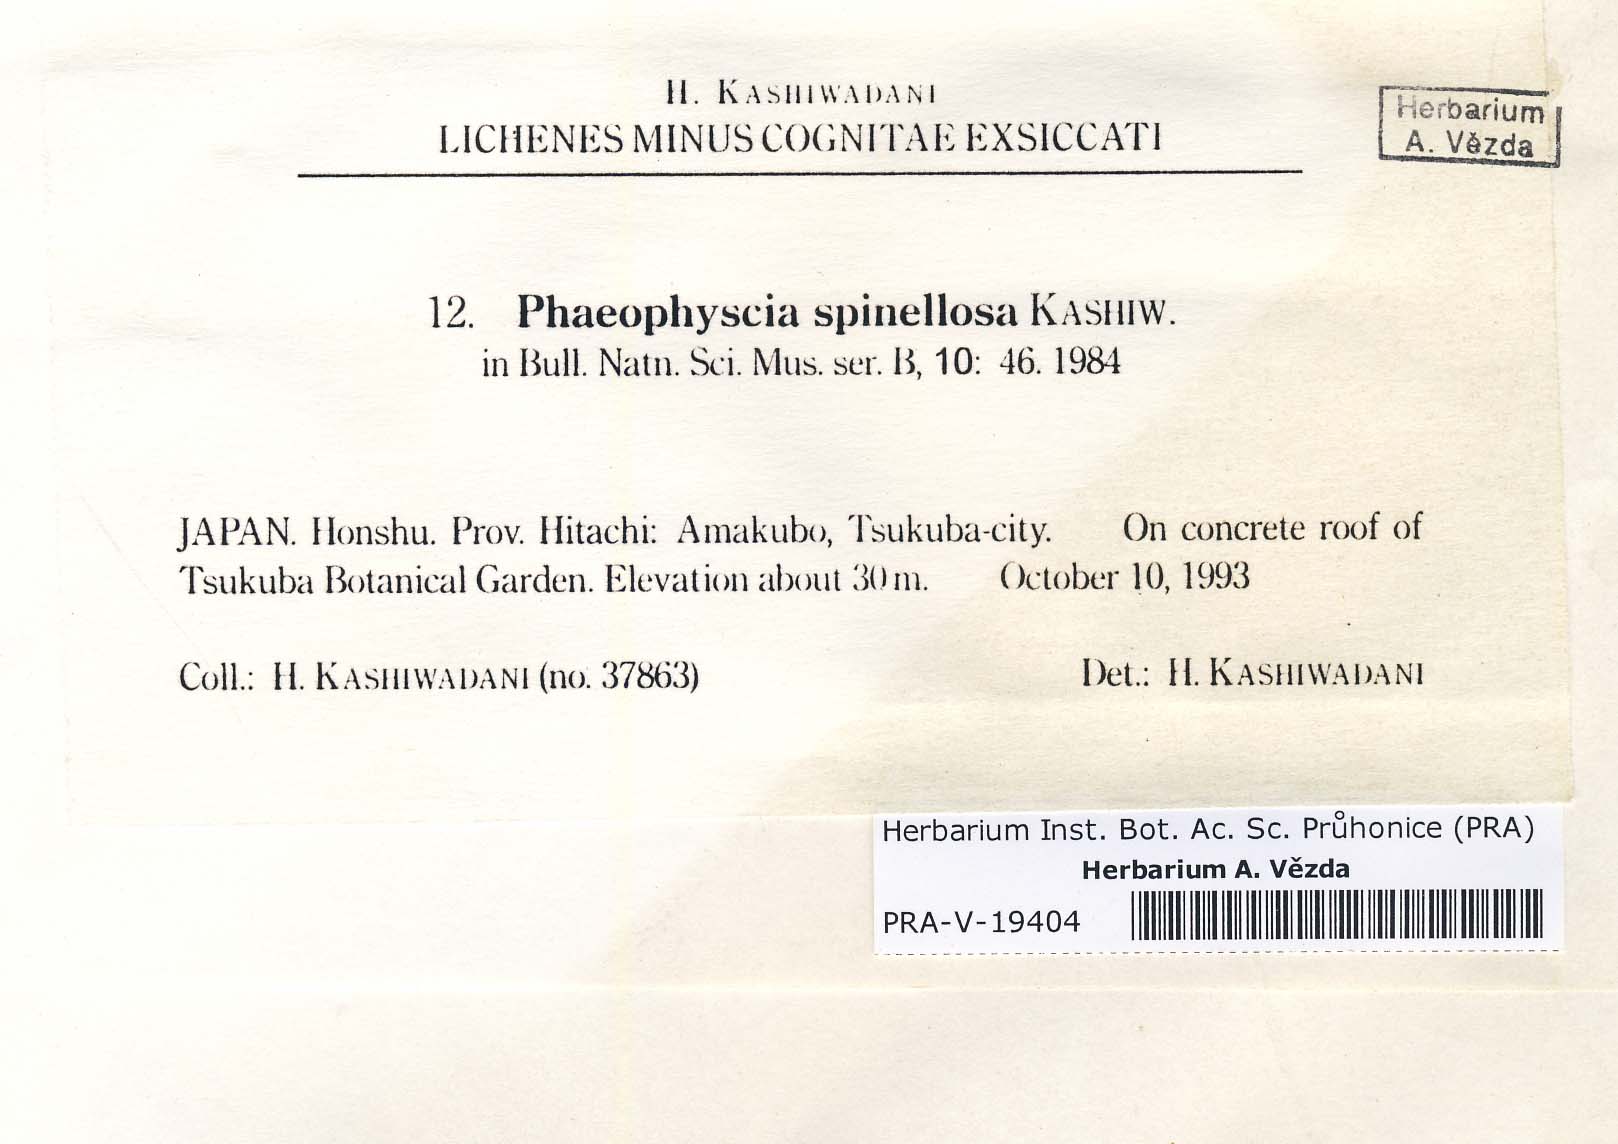 H. KASHIWADANI
LICHENES MINUS COGNITAE EXSICCATI
Herbarium
A. Vězda
12. Phaeophyscia spinellosa KASHIW.
in Bull. Natn. Sci. Mus. ser. B, 10: 46. 1984
JAPAN. Honshu. Prov. Hitachi: Amakubo, Tsukuba-city. On concrete roof of
Tsukuba Botanical Garden. Elevation about 30 m. October 10, 1993
Coll.: H. KASHIWADANI (no. 37863) Det.: H. KASHIWADANI
Herbarium Inst. Bot. Ac. Sc. Průhonice (PRA)
Herbarium A. Vězda
PRA-V-19404